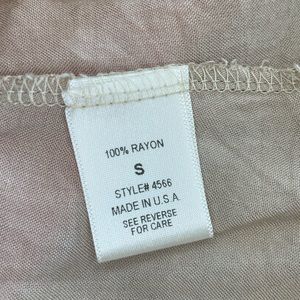 100% RAYON
S
STYLE# 4566
MADE IN U.S.A.
SEE REVERSE
FOR CARE